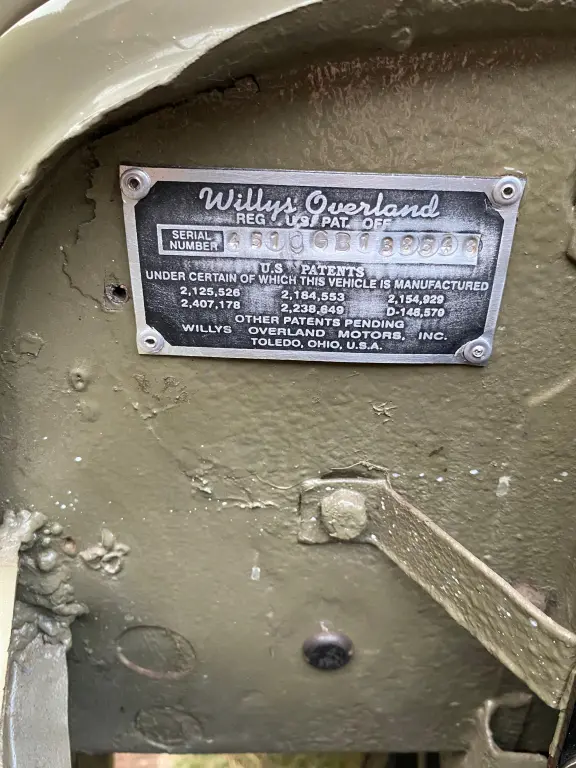 Willys Overland
REG. U.S. PAT. OFF
SERIAL
NUMBER
U.S PATENTS
UNDER CERTAIN OF WHICH THIS VEHICLE IS MANUFACTURED
2,125,526 2,184,553 2,154,929
2,407,178 2,238,649
OTHER PATENTS PENDING
WILLYS OVERLAND MOTORS, INC.
TOLEDO, OHIO, U.S.A.